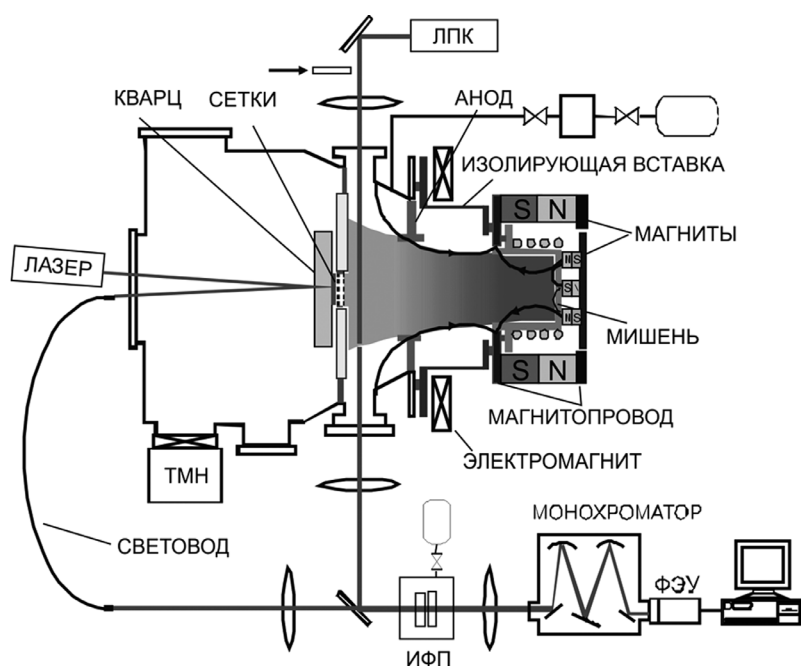 ЛПК
КВАРЦ
СЕТКИ
АНОД
ИЗОЛИРУЮЩАЯ ВСТАВКА
S N
МАГНИТЫ
ЛАЗЕР
N S
S
N S
МИШЕНЬ
S N
МАГНИТОПРОВОД
ЭЛЕКТРОМАГНИТ
ТМН
СВЕТОВОД
МОНОХРОМАТОР
ФЭУ
ИФП